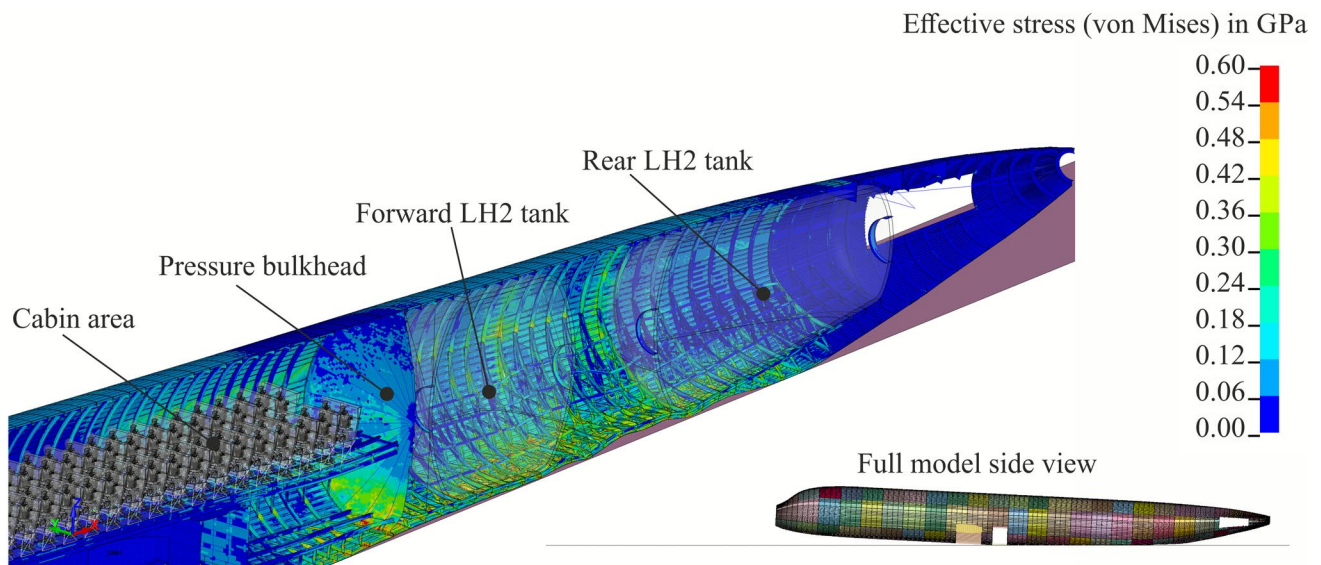 Effective stress (von Mises) in GPa
0.60
0.54
0.48
0.42
0.36
0.30
0.24
0.18
0.12
0.06
0.00
Rear LH2 tank
Forward LH2 tank
Pressure bulkhead
Cabin area
Full model side view
Z
Y
X